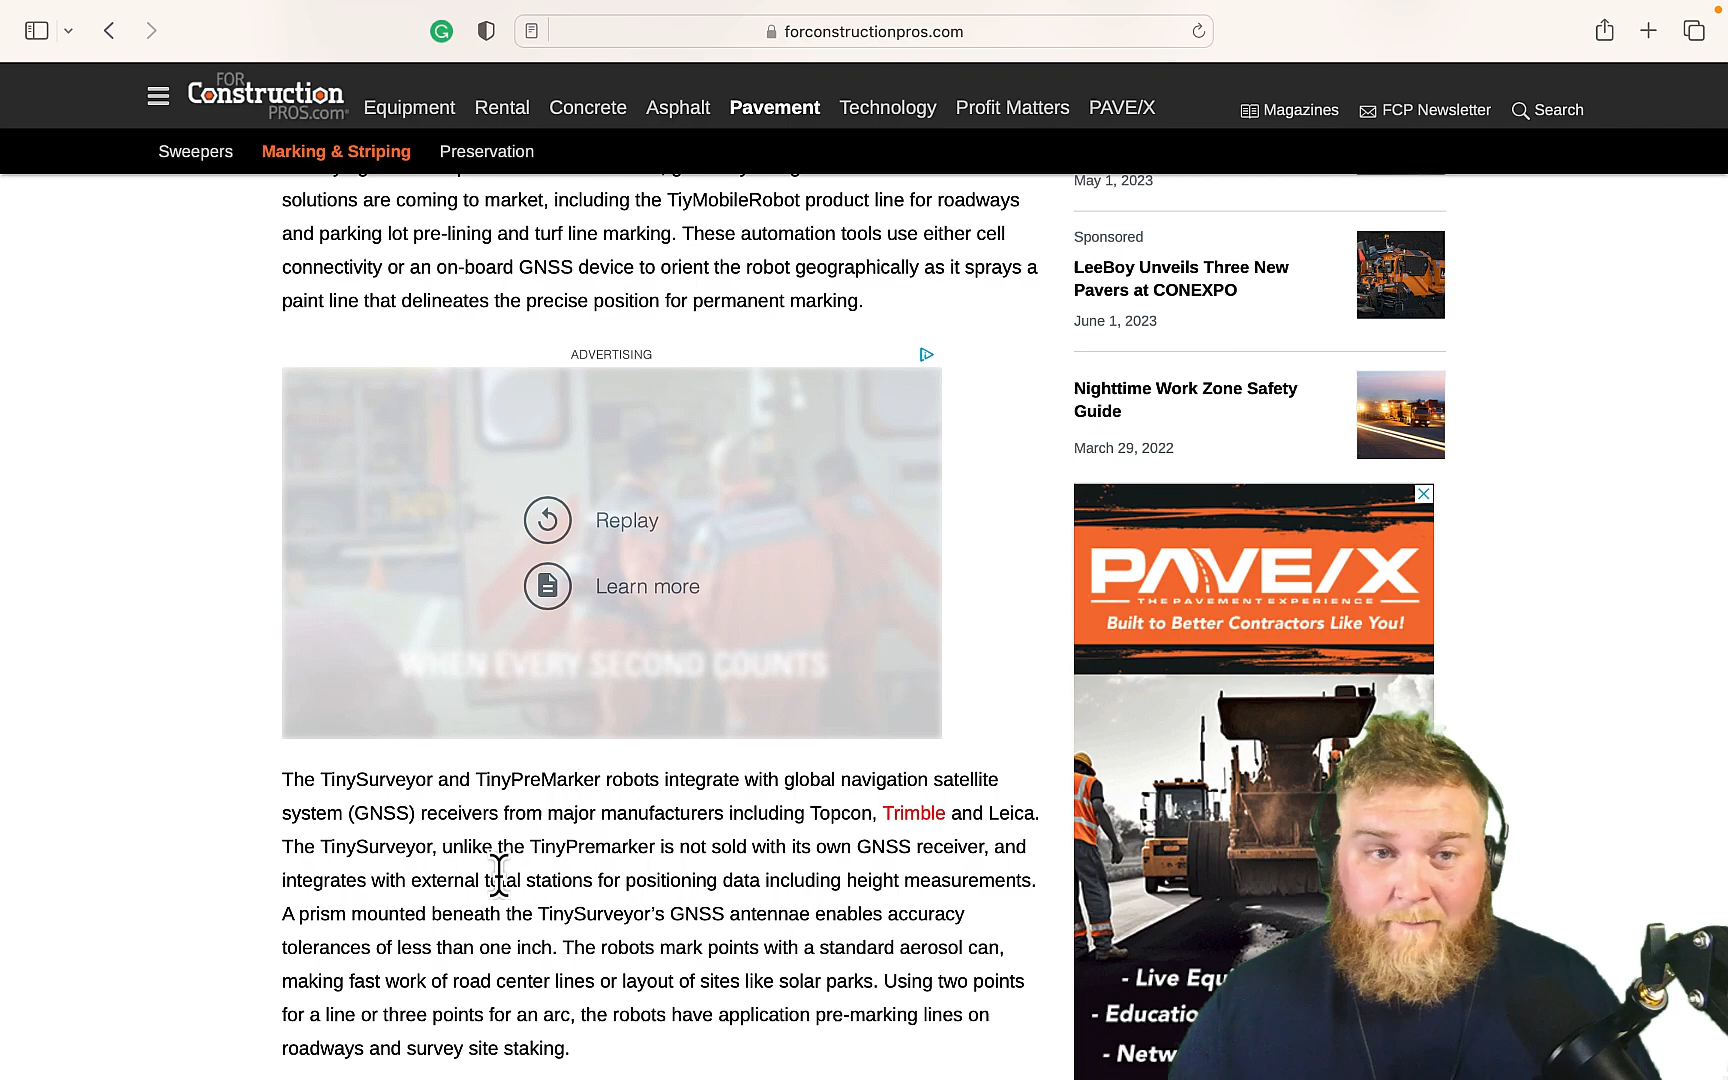 forconstructionpros.com
FOR
Construction
PROS.com
Equipment
Rental
Concrete
Asphalt
Pavement
Technology
Profit Matters
PAVE/X
Magazines
FCP Newsletter
Search
Sweepers
Marking & Striping
Preservation
solutions are coming to market, including the TiyMobileRobot product line for roadways
and parking lot pre-lining and turf line marking. These automation tools use either cell
connectivity or an on-board GNSS device to orient the robot geographically as it sprays a
paint line that delineates the precise position for permanent marking.
ADVERTISING
Replay
Learn more
WHEN EVERY SECOND COUNTS
The TinySurveyor and TinyPreMarker robots integrate with global navigation satellite
system (GNSS) receivers from major manufacturers including Topcon, Trimble and Leica.
The TinySurveyor, unlike the TinyPremarker is not sold with its own GNSS receiver, and
integrates with external total stations for positioning data including height measurements.
A prism mounted beneath the TinySurveyor’s GNSS antennae enables accuracy
tolerances of less than one inch. The robots mark points with a standard aerosol can,
making fast work of road center lines or layout of sites like solar parks. Using two points
for a line or three points for an arc, the robots have application pre-marking lines on
roadways and survey site staking.
May 1, 2023
Sponsored
LeeBoy Unveils Three New
Pavers at CONEXPO
June 1, 2023
Nighttime Work Zone Safety
Guide
March 29, 2022
PAVE/X
THE PAVEMENT EXPERIENCE
Built to Better Contractors Like You!
- Live Equ
- Educatio
- Netw